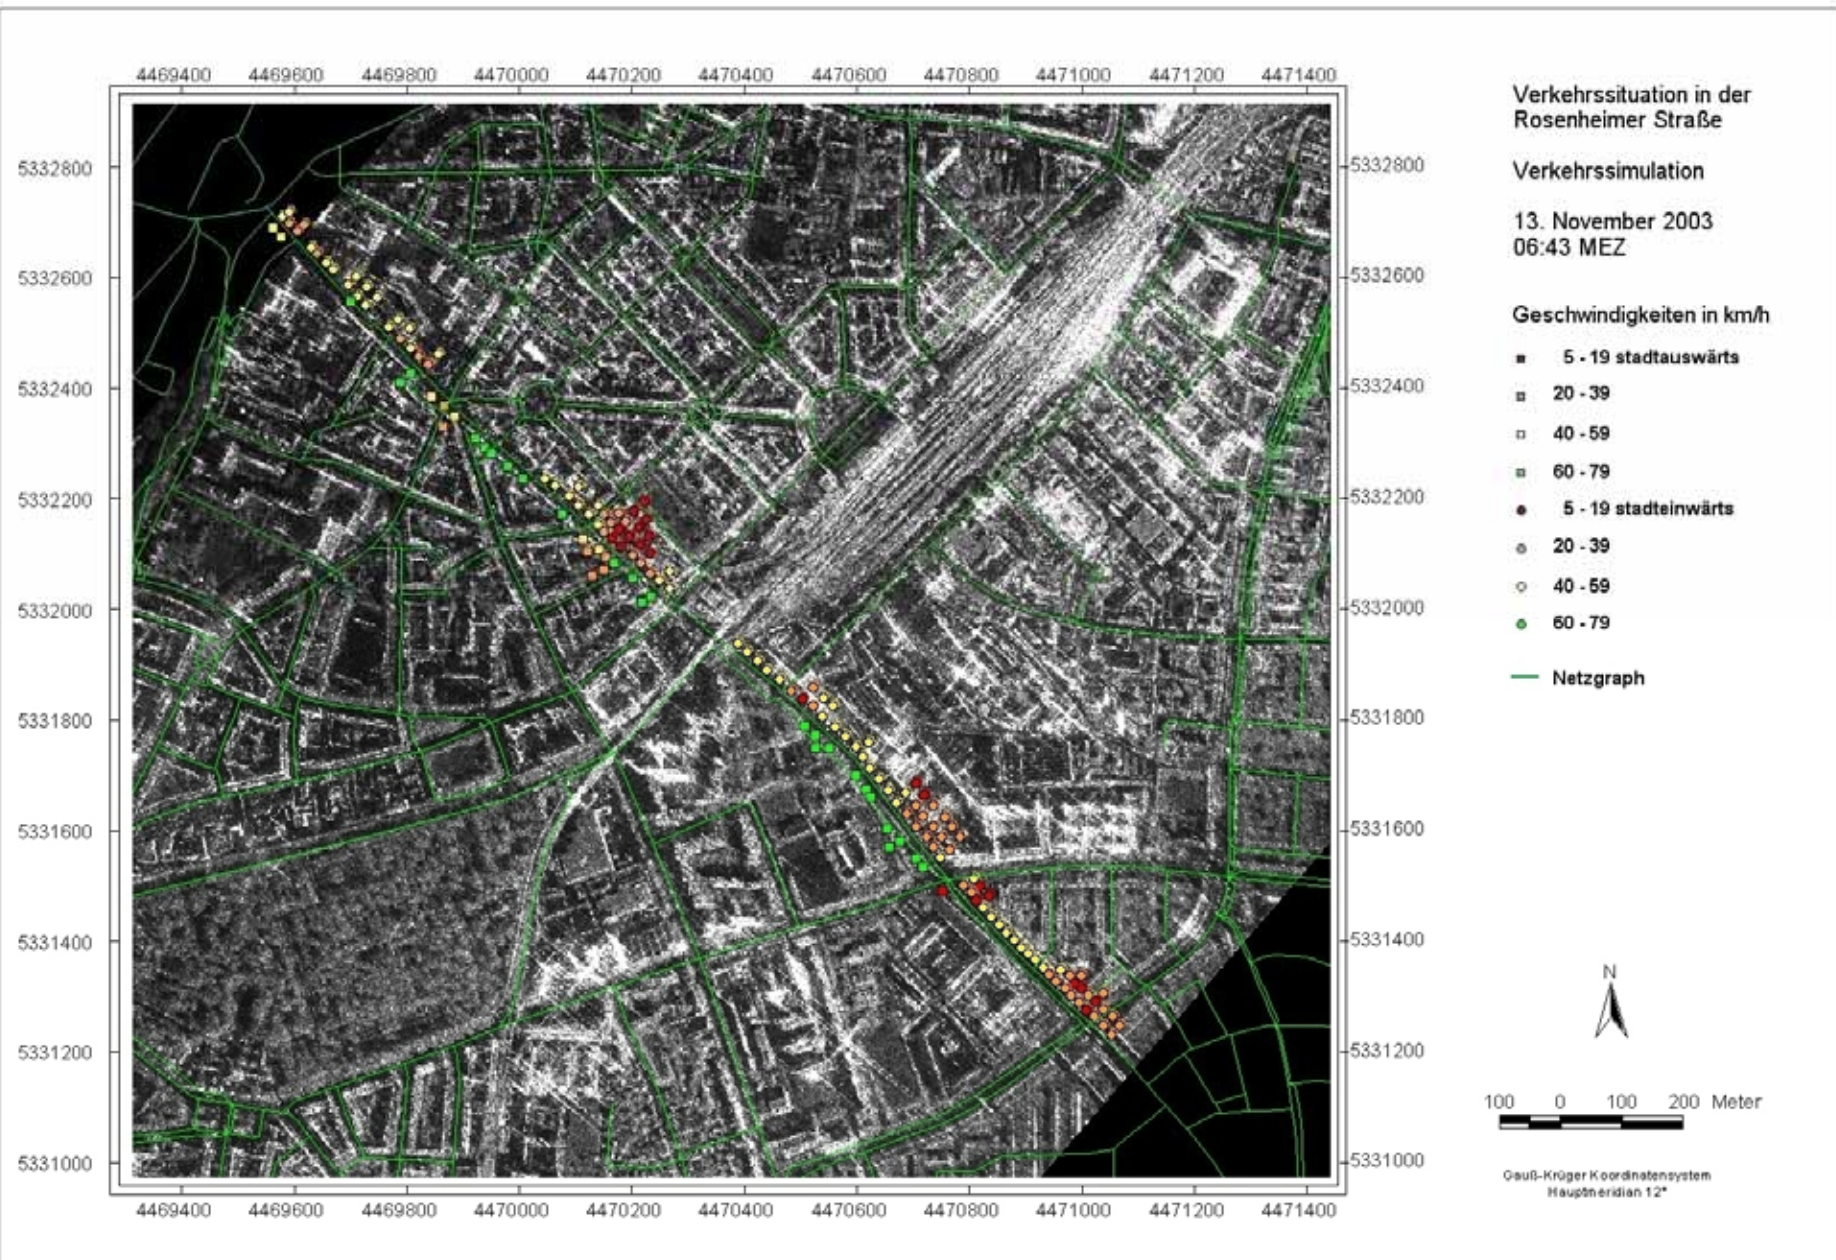 4469400 4469600 4469800 4470000 4470200 4470400 4470600 4470800 4471000 4471200 4471400
5332800 5332800
5332600 5332600
5332400 5332400
5332200 5332200
5332000 5332000
5331800 5331800
5331600 5331600
5331400 5331400
5331200 5331200
5331000 5331000
4469400 4469600 4469800 4470000 4470200 4470400 4470600 4470800 4471000 4471200 4471400
Verkehrssituation in der
Rosenheimer Straße
Verkehrssimulation
13. November 2003
06:43 MEZ
Geschwindigkeiten in km/h
5 - 19 stadtauswärts
20 - 39
40 - 59
60 - 79
5 - 19 stadteinwärts
20 - 39
40 - 59
60 - 79
Netzgraph
N
100 0 100 200 Meter
Gauß-Krüger Koordinatensystem
Hauptmeridian 12°